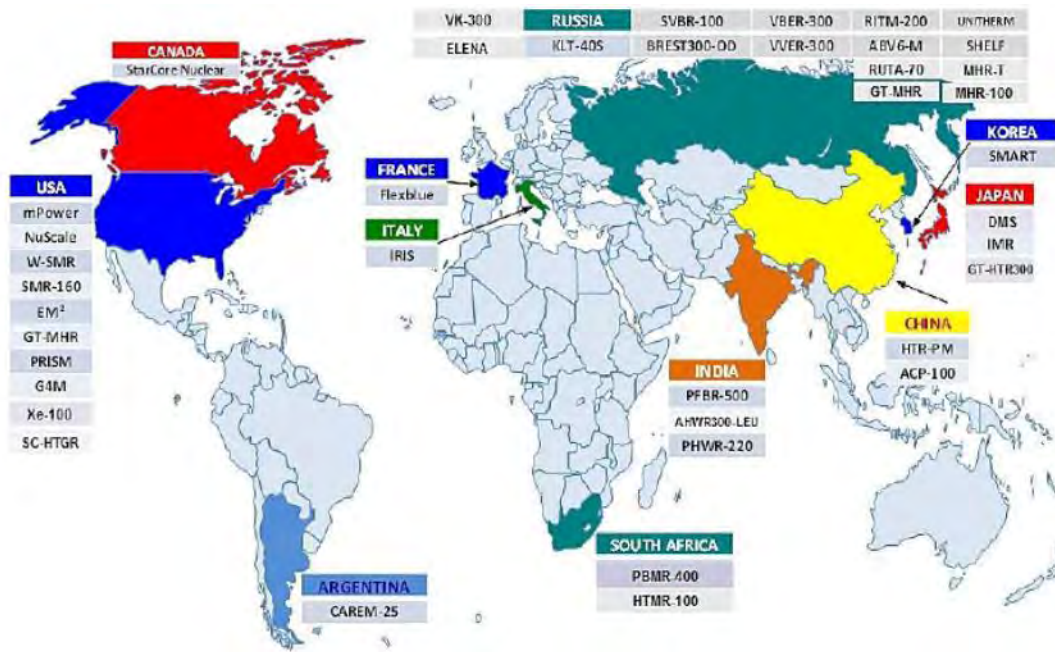 VK-300 RUSSIA SVBR-100 VBER-300 RITM-200 UNITHERM
ELENA KLT-40S BREST300-OD VVER-300 ABV6-M SHELF
RUTA-70 MHR-T
GT-MHR MHR-100
CANADA
StarCore Nuclear
USA
mPower
NuScale
W-SMR
SMR-160
EM²
GT-MHR
PRISM
G4M
Xe-100
SC-HTGR
FRANCE
Flexblue
ITALY
IRIS
KOREA
SMART
JAPAN
DMS
IMR
GT-HTR300
CHINA
HTR-PM
ACP-100
INDIA
PFBR-500
AHWR300-LEU
PHWR-220
SOUTH AFRICA
PBMR-400
HTMR-100
ARGENTINA
CAREM-25